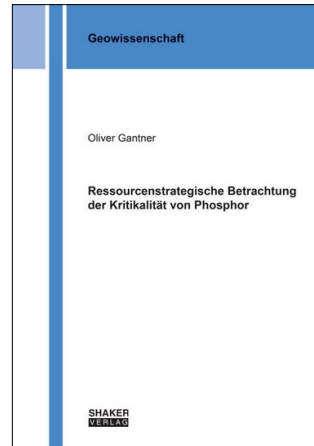 Geowissenschaft
Oliver Gantner
Ressourcenstrategische Betrachtung
der Kritikalität von Phosphor
SHAKER
VERLAG